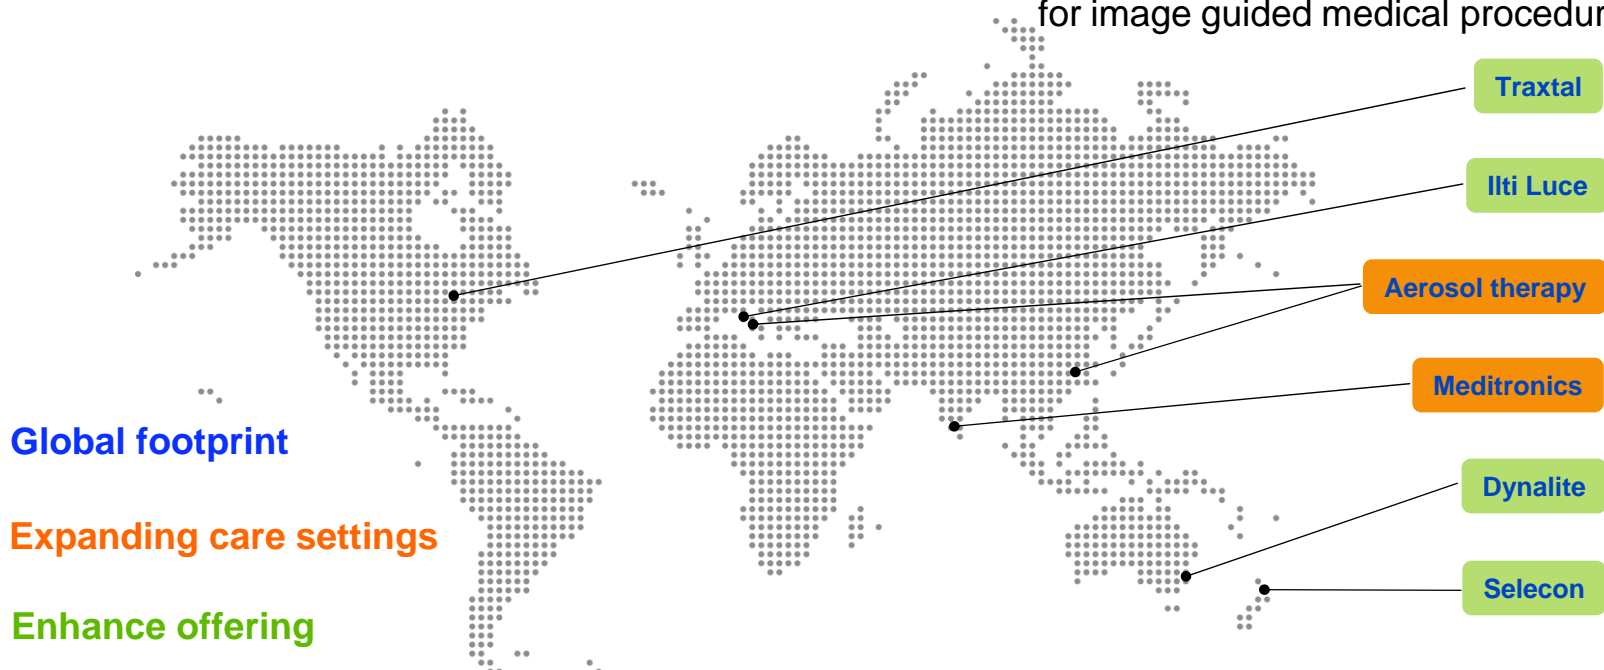 for image guided medical procedur
Traxtal
Ilti Luce
Aerosol therapy
Meditronics
Global footprint
Dynalite
Expanding care settings
Selecon
Enhance offering